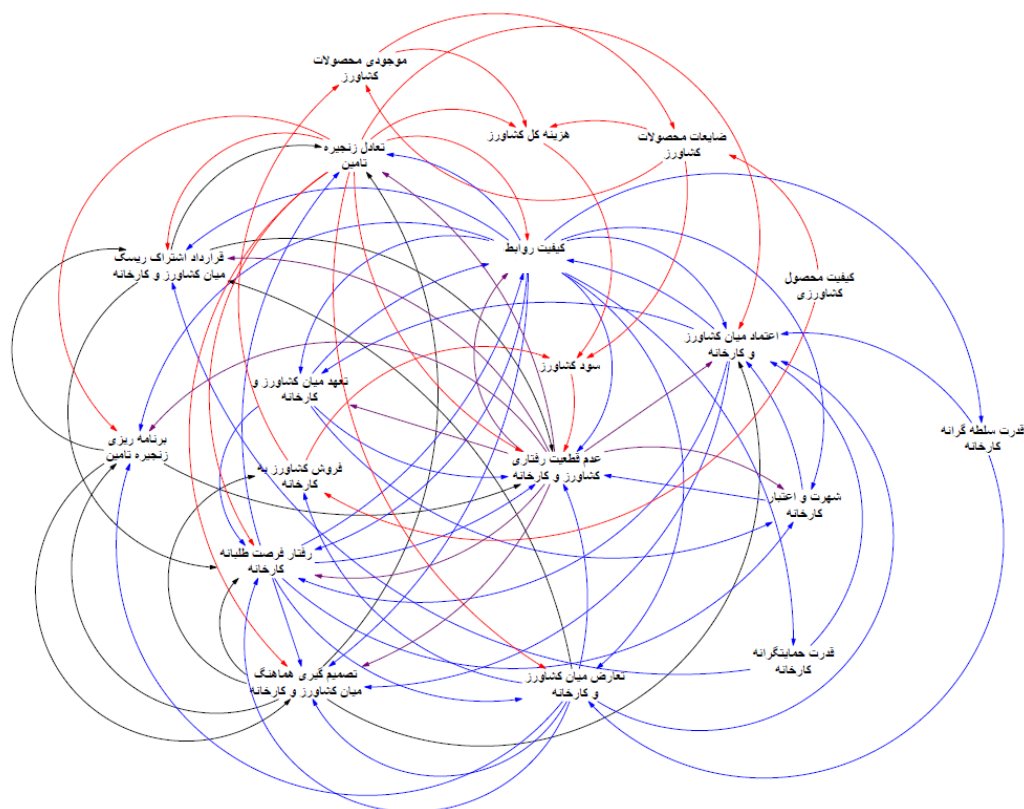 موجودی محصولات
کشاورز
هزینه کل کشاورز
ضایعات محصولات
کشاورز
تعادل زنجیره
تامین
کیفیت روابط
قرارداد اشتراک ریسک
میان کشاورز و کارخانه
کیفیت محصول
کشاورزی
اعتماد میان کشاورز
و کارخانه
سود کشاورز
تعهد میان کشاورز و
کارخانه
قدرت سلطه گرانه
کارخانه
برنامه ریزی
زنجیره تامین
فروش کشاورز به
کارخانه
عدم قطعیت رفتاری
کشاورز و کارخانه
شهرت و اعتبار
کارخانه
رفتار فرصت طلبانه
کارخانه
قدرت حمایتگرانه
کارخانه
تصمیم گیری هماهنگ
میان کشاورز و کارخانه
تعارض میان کشاورز
و کارخانه